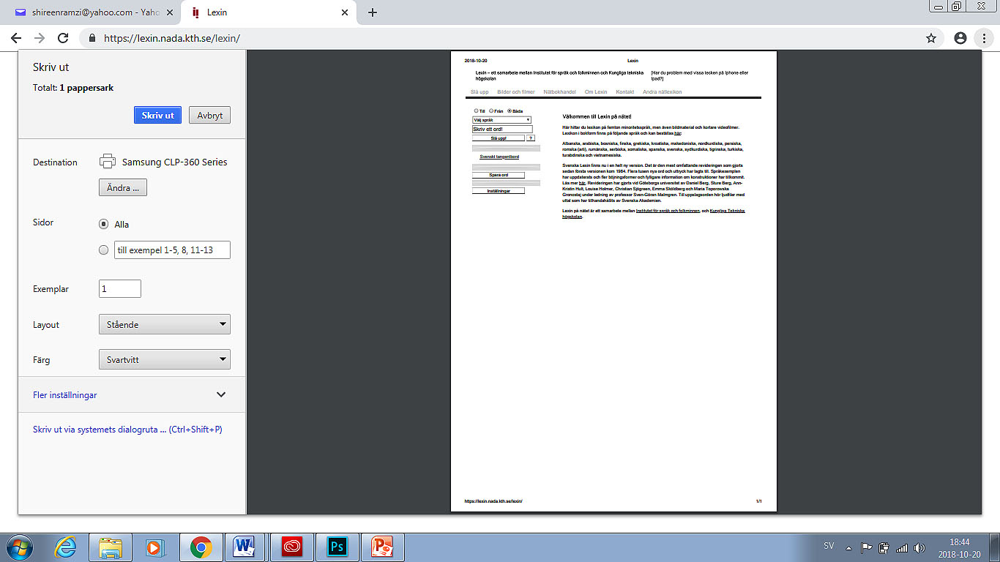 shireenramzi@yahoo.com - Yaho
Lexin
https://lexin.nada.kth.se/lexin/
Skriv ut
Totalt: 1 pappersark
Skriv ut
Avbryt
Destination
Samsung CLP-360 Series
Ändra ...
Sidor
Alla
till exempel 1-5, 8, 11-13
Exemplar
1
Layout
Stående
Färg
Svartvitt
Fler inställningar
Skriv ut via systemets dialogruta ... (Ctrl+Shift+P)
2018-10-20
Lexin
Lexin – ett samarbete mellan Institutet för språk och folkminnen och Kungliga tekniska
högskolan
[Har du problem med vissa tecken på Iphone eller
Ipad?]
Slå upp Bilder och filmer Nätbokhandel Om Lexin Kontakt Andra nätlexikon
Till Från Båda
Välj språk
Skriv ett ord!
Slå upp! ?
Svenskt tangentbord
Spara ord
Inställningar
Välkommen till Lexin på nätet!
Här hittar du lexikon på femton minoritetsspråk, men även bildmaterial och kortare videofilmer.
Lexikon i bokform finns på följande språk och kan beställas här:
Albanska, arabiska, bosniska, finska, grekiska, kroatiska, makedoniska, nordkurdiska, persiska,
romska (arli), rumänska, serbiska, somaliska, spanska, svenska, sydkurdiska, tigrinska, turkiska,
turabdinska och vietnamesiska.
Svenska Lexin finns nu i en helt ny version. Det är den mest omfattande revideringen som gjorts
sedan första versionen kom 1984. Flera tusen nya ord och uttryck har lagts till. Språkexemplen
har uppdaterats och fler böjningsformer och fylligare information om konstruktioner har tillkommit.
Läs mer här. Revideringen har gjorts vid Göteborgs universitet av Daniel Berg, Sture Berg, Ann-
Kristin Hult, Louise Holmer, Christian Sjögreen, Emma Sköldberg och Maria Toporowska
Gronostaj under ledning av professor Sven-Göran Malmgren. Till uppslagsorden hör ljudfiler med
uttal som har tillhandahållits av Svenska Akademien.
Lexin på nätet är ett samarbete mellan Institutet för språk och folkminnen, och Kungliga Tekniska
högskolan.
https://lexin.nada.kth.se/lexin/
1/1
W
Ps
P
SV
18:44
2018-10-20